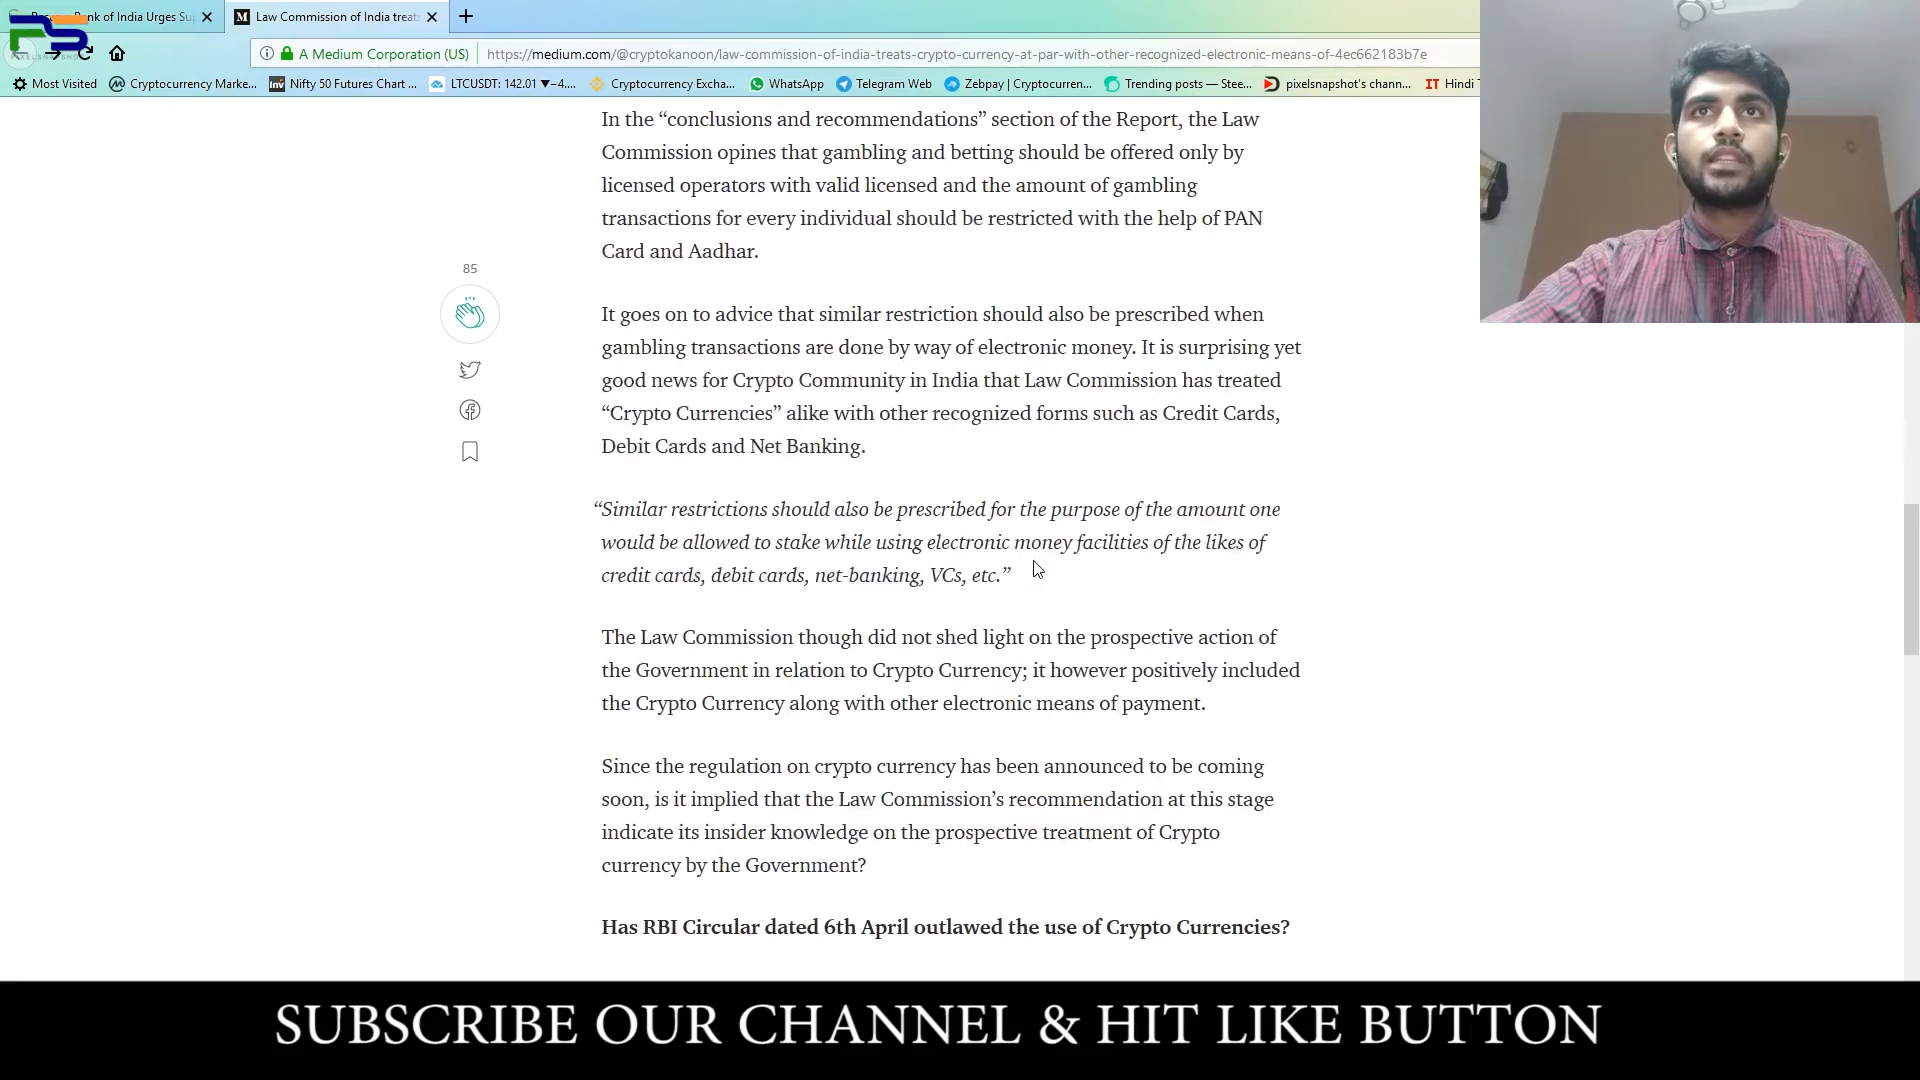 Bank of India Urges Su
Law Commission of India treat
A Medium Corporation (US)
https://medium.com/@cryptokanoon/law-commission-of-india-treats-crypto-currency-at-par-with-other-recognized-electronic-means-of-4ec662183b7e
Most Visited Cryptocurrency Marke... Nifty 50 Futures Chart ... LTCUSDT: 142.01 ▼−4.... Cryptocurrency Excha... WhatsApp Telegram Web Zebpay | Cryptocurren... Trending posts — Stee... pixelsnapshot's chann... Hindi T
In the “conclusions and recommendations” section of the Report, the Law
Commission opines that gambling and betting should be offered only by
licensed operators with valid licensed and the amount of gambling
transactions for every individual should be restricted with the help of PAN
Card and Aadhar.
85
It goes on to advice that similar restriction should also be prescribed when
gambling transactions are done by way of electronic money. It is surprising yet
good news for Crypto Community in India that Law Commission has treated
“Crypto Currencies” alike with other recognized forms such as Credit Cards,
Debit Cards and Net Banking.
“Similar restrictions should also be prescribed for the purpose of the amount one
would be allowed to stake while using electronic money facilities of the likes of
credit cards, debit cards, net-banking, VCs, etc.”
The Law Commission though did not shed light on the prospective action of
the Government in relation to Crypto Currency; it however positively included
the Crypto Currency along with other electronic means of payment.
Since the regulation on crypto currency has been announced to be coming
soon, is it implied that the Law Commission’s recommendation at this stage
indicate its insider knowledge on the prospective treatment of Crypto
currency by the Government?
Has RBI Circular dated 6th April outlawed the use of Crypto Currencies?
SUBSCRIBE OUR CHANNEL & HIT LIKE BUTTON